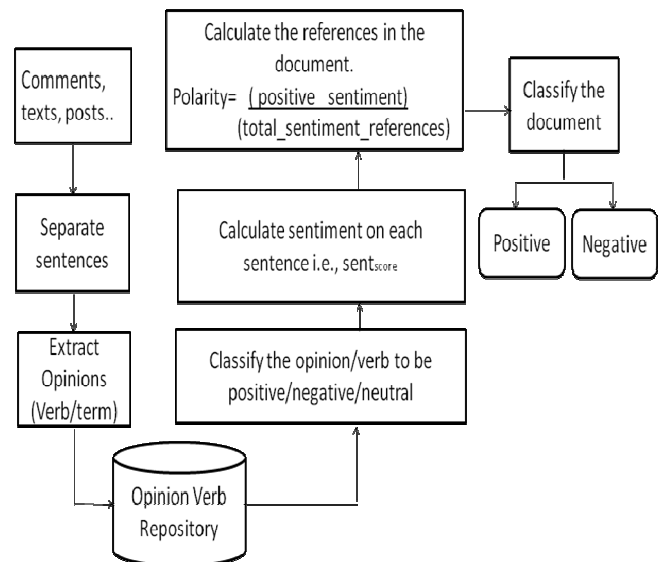 Comments,
texts, posts..
Separate
sentences
Extract
Opinions
(Verb/term)
Opinion Verb
Repository
Classify the opinion/verb to be
positive/negative/neutral
Calculate sentiment on each
sentence i.e., sentscore
Calculate the references in the
document.
Polarity= ( positive_sentiment)
(total_sentiment_references)
Classify the
document
Positive
Negative